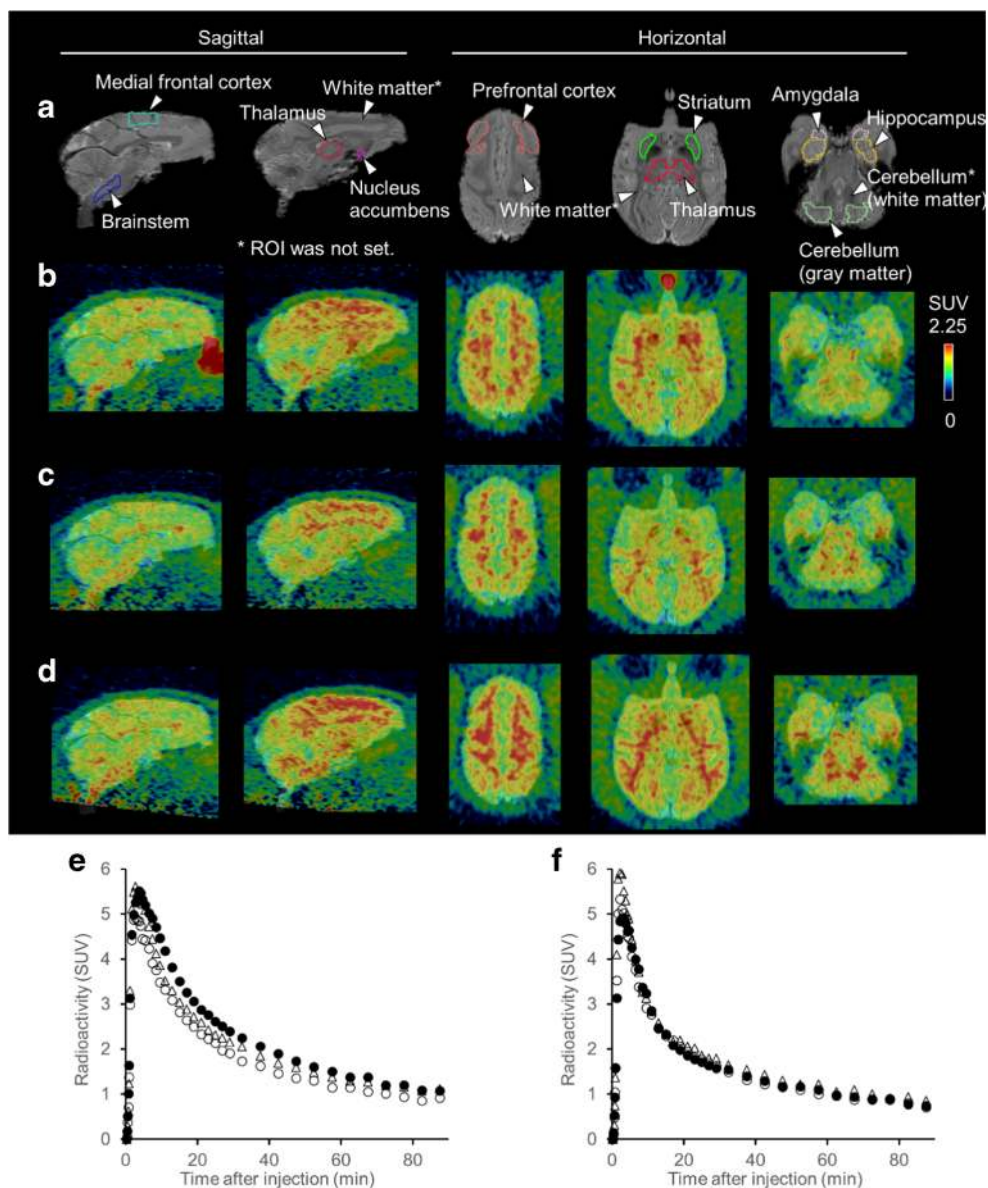 Sagittal
Horizontal
a
Medial frontal cortex
White matter*
Thalamus
Brainstem
Nucleus
accumbens
* ROI was not set.
Prefrontal cortex
White matter*
Striatum
Thalamus
Amygdala
Hippocampus
Cerebellum*
(white matter)
Cerebellum
(gray matter)
b
SUV
2.25
0
c
d
e
Radioactivity (SUV)
6
5
4
3
2
1
0
0 20 40 60 80
Time after injection (min)
f
Radioactivity (SUV)
6
5
4
3
2
1
0
0 20 40 60 80
Time after injection (min)